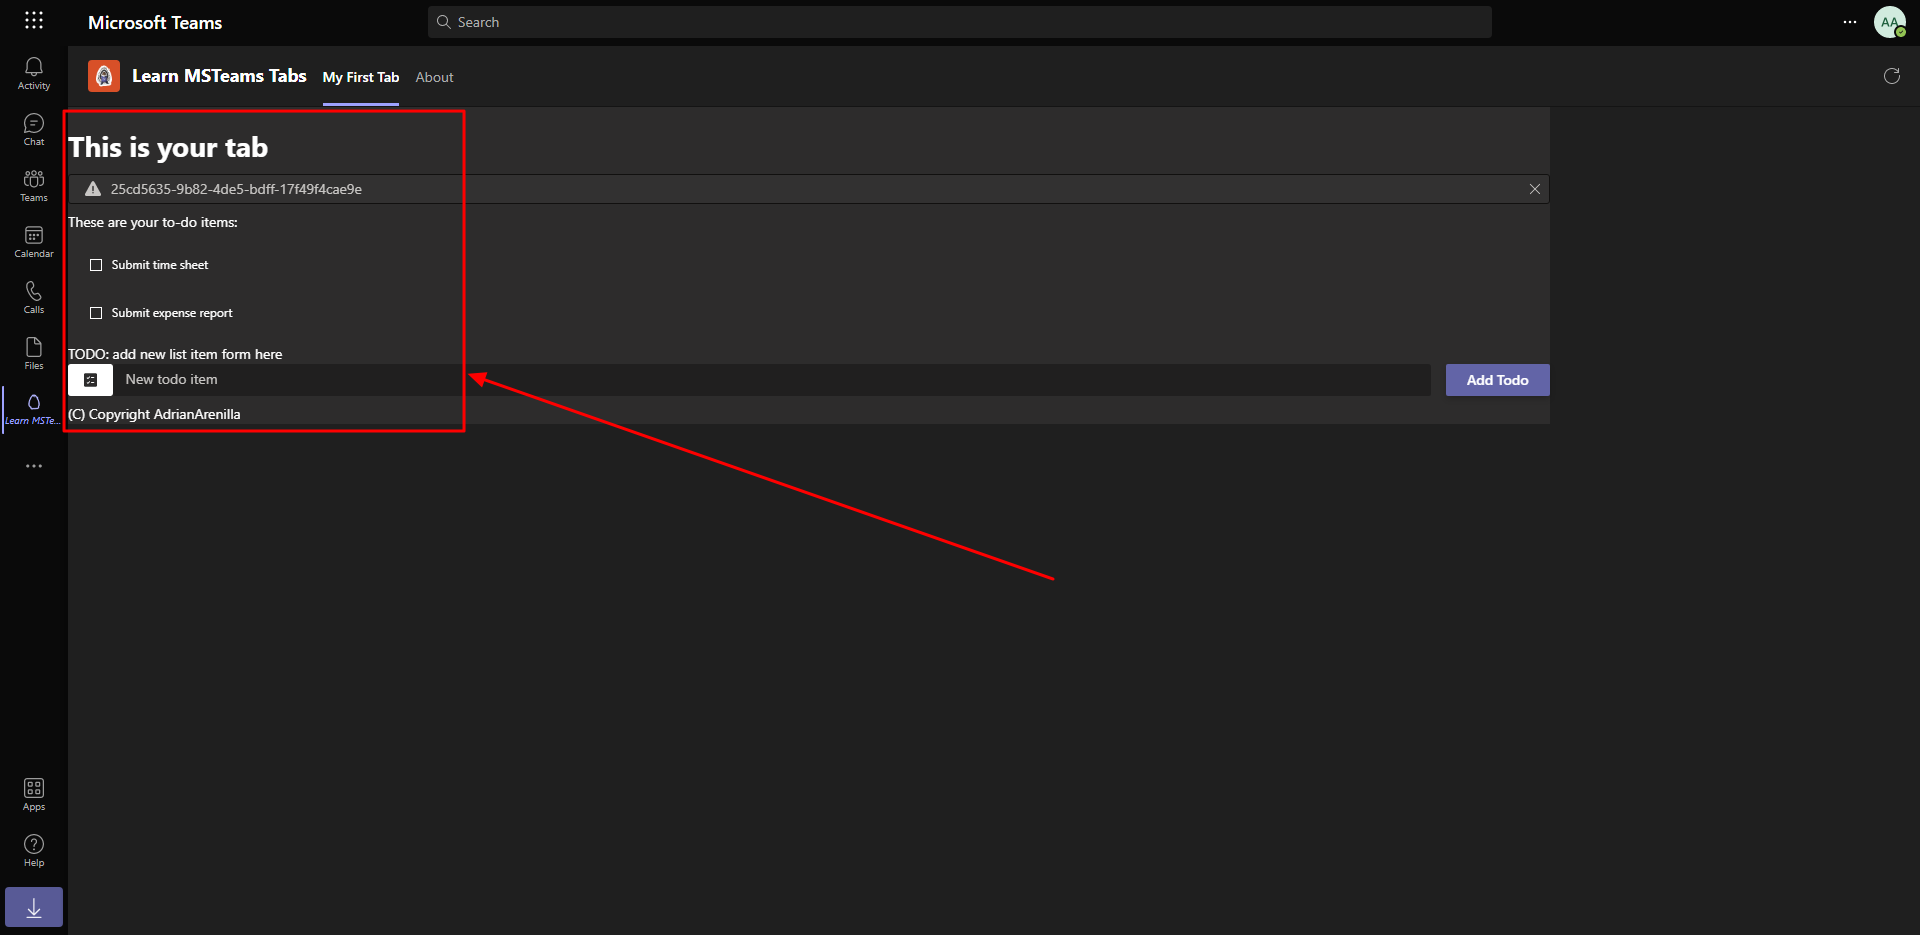 Microsoft Teams
Search
AA
Activity
Chat
Teams
Calendar
Calls
Files
Learn MSTe...
Apps
Help
Learn MSTeams Tabs
My First Tab
About
This is your tab
25cd5635-9b82-4de5-bdff-17f49f4cae9e
These are your to-do items:
Submit time sheet
Submit expense report
TODO: add new list item form here
New todo item
Add Todo
(C) Copyright AdrianArenilla